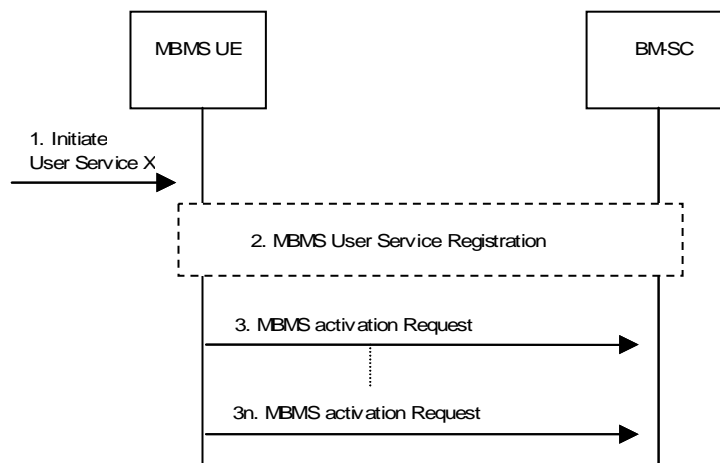 MBMS UE
BM-SC
1. Initiate
User Service X
2. MBMS User Service Registration
3. MBMS activation Request
3n. MBMS activation Request